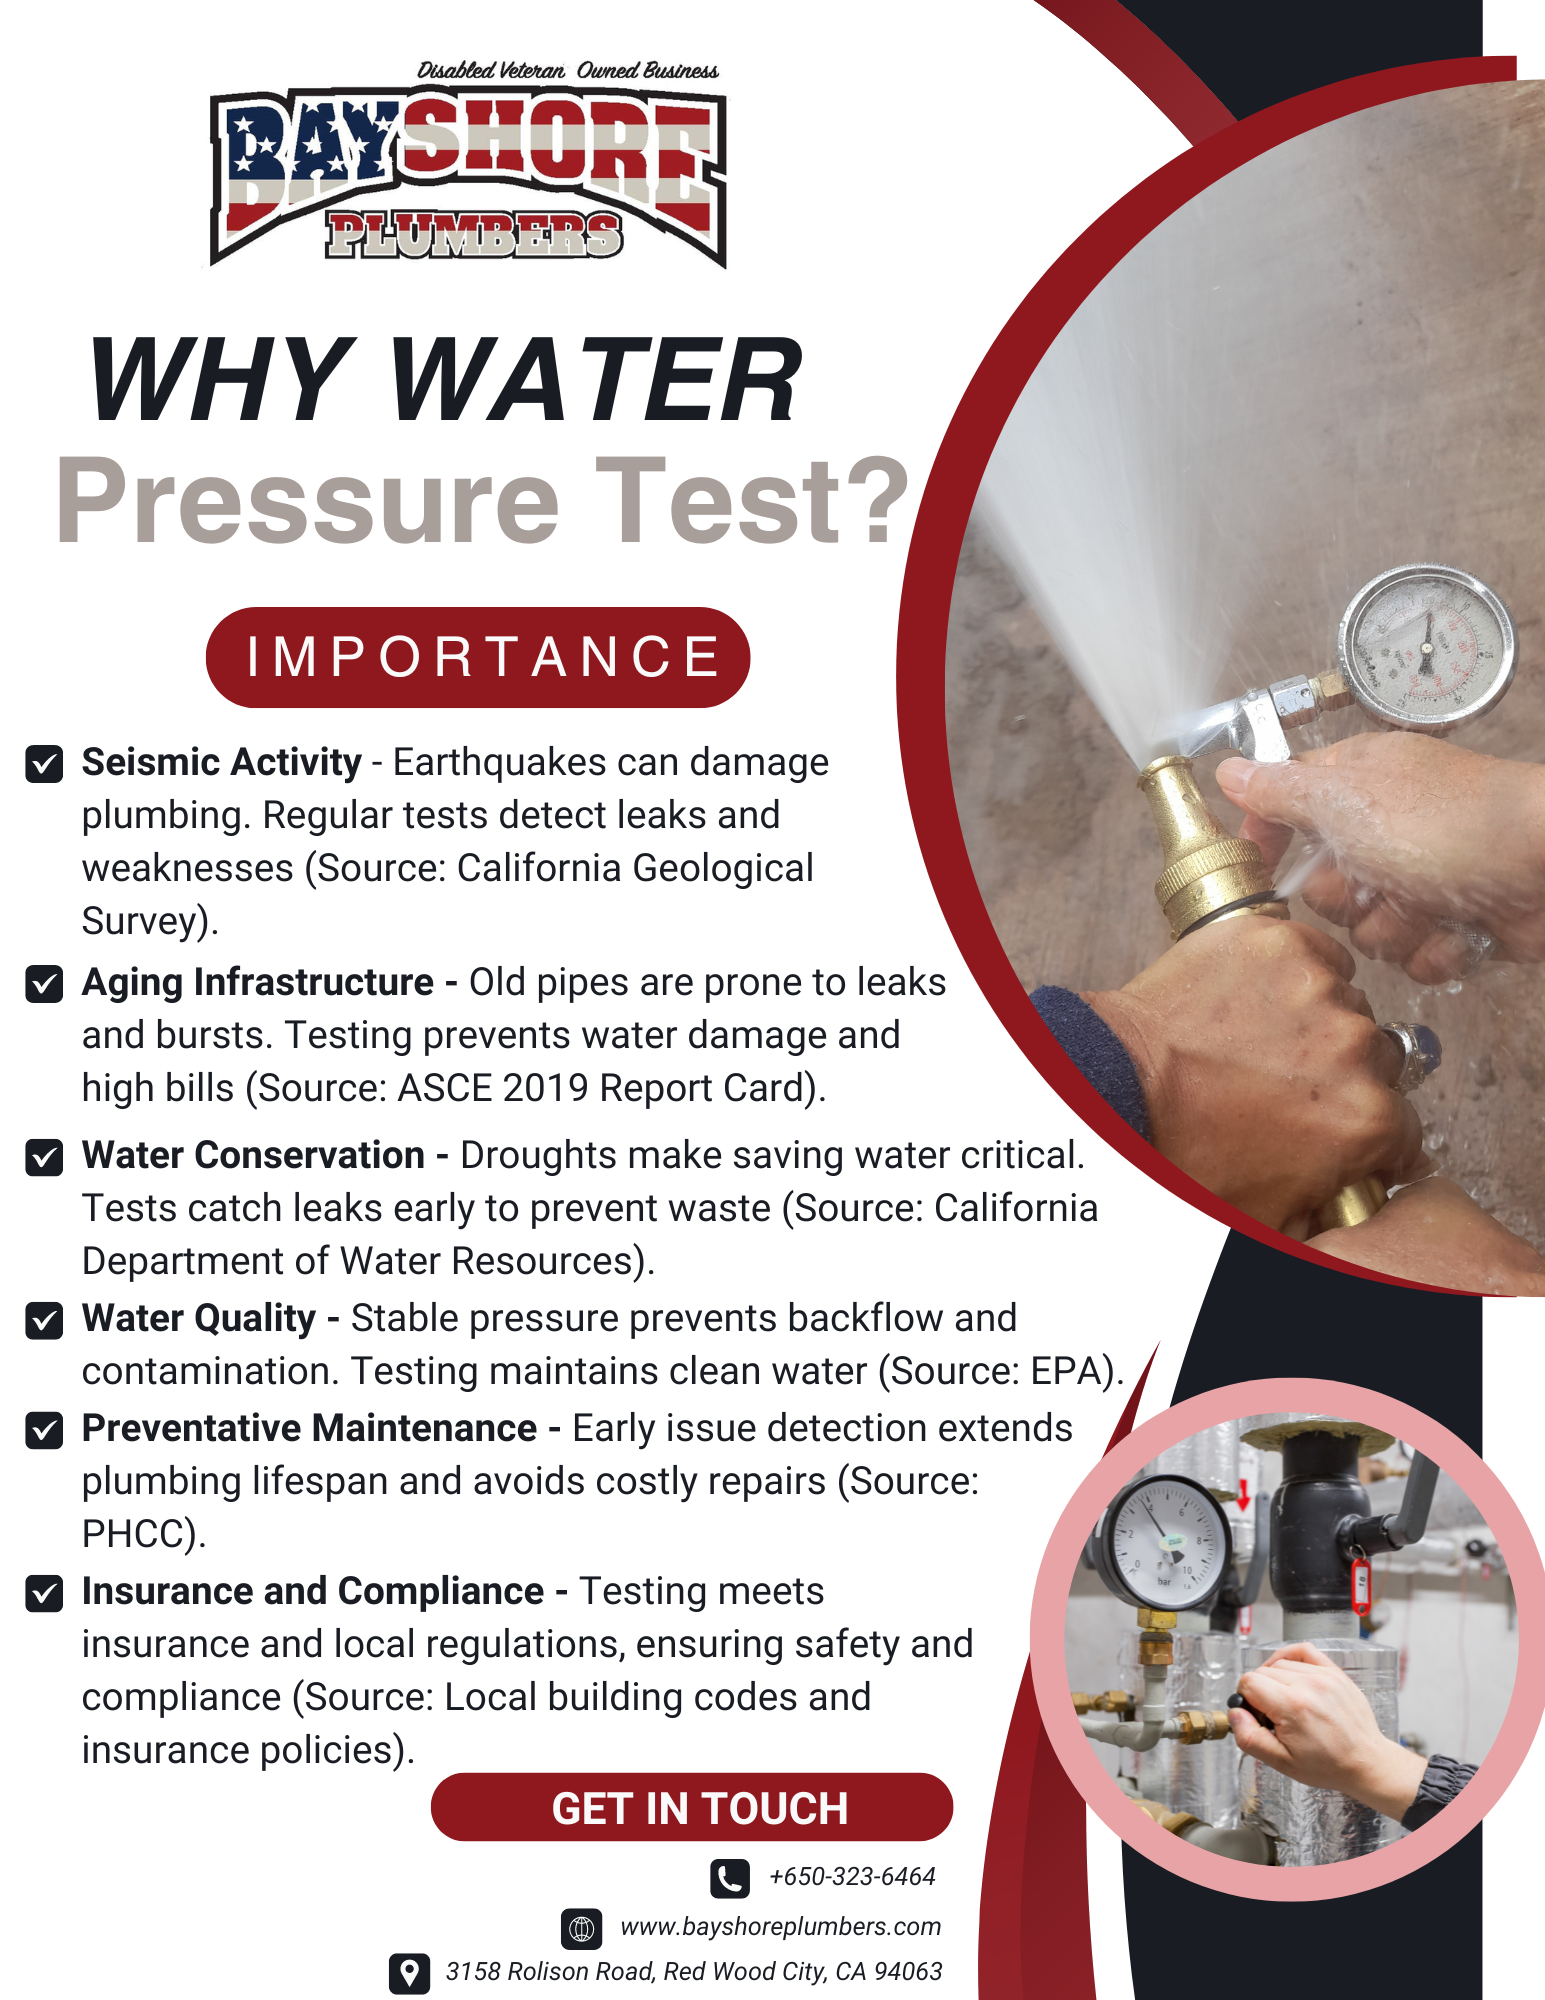 Disabled Veteran Owned Business
BAYSHORE
PLUMBERS
WHY WATER
Pressure Test?
IMPORTANCE
Seismic Activity - Earthquakes can damage
plumbing. Regular tests detect leaks and
weaknesses (Source: California Geological
Survey).
Aging Infrastructure - Old pipes are prone to leaks
and bursts. Testing prevents water damage and
high bills (Source: ASCE 2019 Report Card).
Water Conservation - Droughts make saving water critical.
Tests catch leaks early to prevent waste (Source: California
Department of Water Resources).
Water Quality - Stable pressure prevents backflow and
contamination. Testing maintains clean water (Source: EPA).
Preventative Maintenance - Early issue detection extends
plumbing lifespan and avoids costly repairs (Source:
PHCC).
Insurance and Compliance - Testing meets
insurance and local regulations, ensuring safety and
compliance (Source: Local building codes and
insurance policies).
0 2 4 6 8 10
bar
GET IN TOUCH
+650-323-6464
www.bayshoreplumbers.com
3158 Rolison Road, Red Wood City, CA 94063